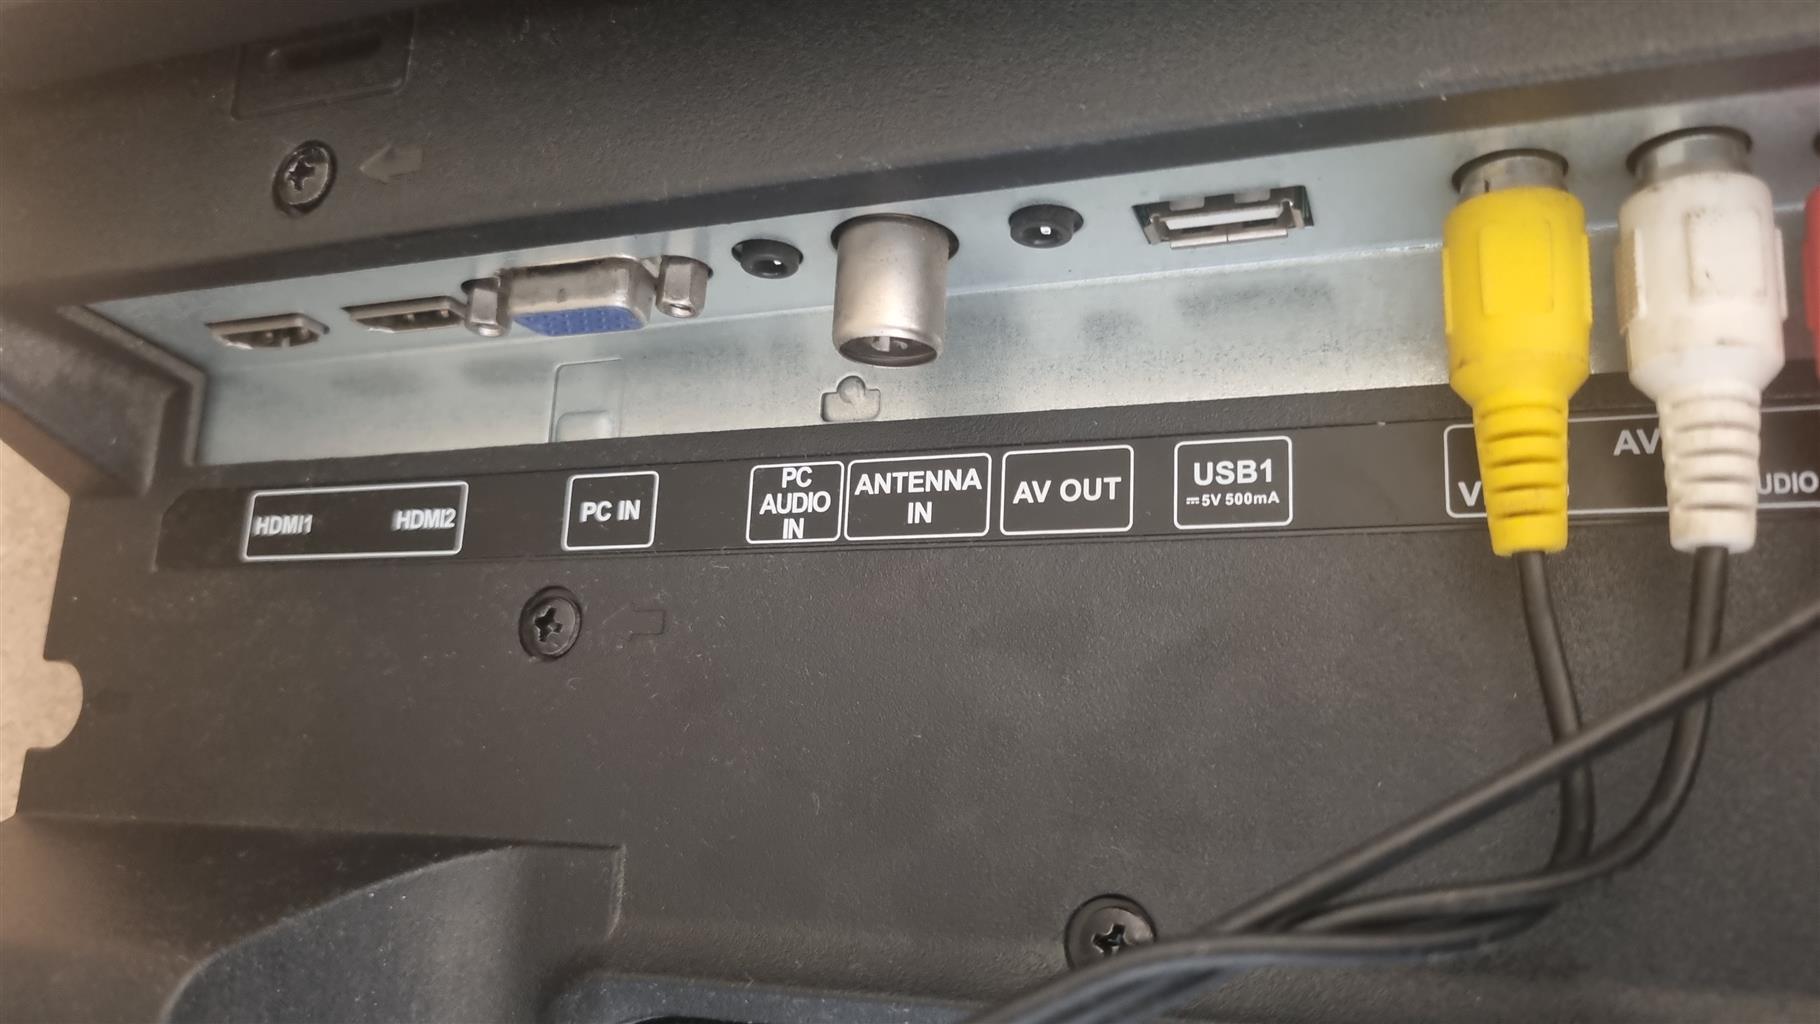 HDMI1 HDMI2
PC IN
PC
AUDIO
IN
ANTENNA
IN
AV OUT
USB1
5V 500mA
AV